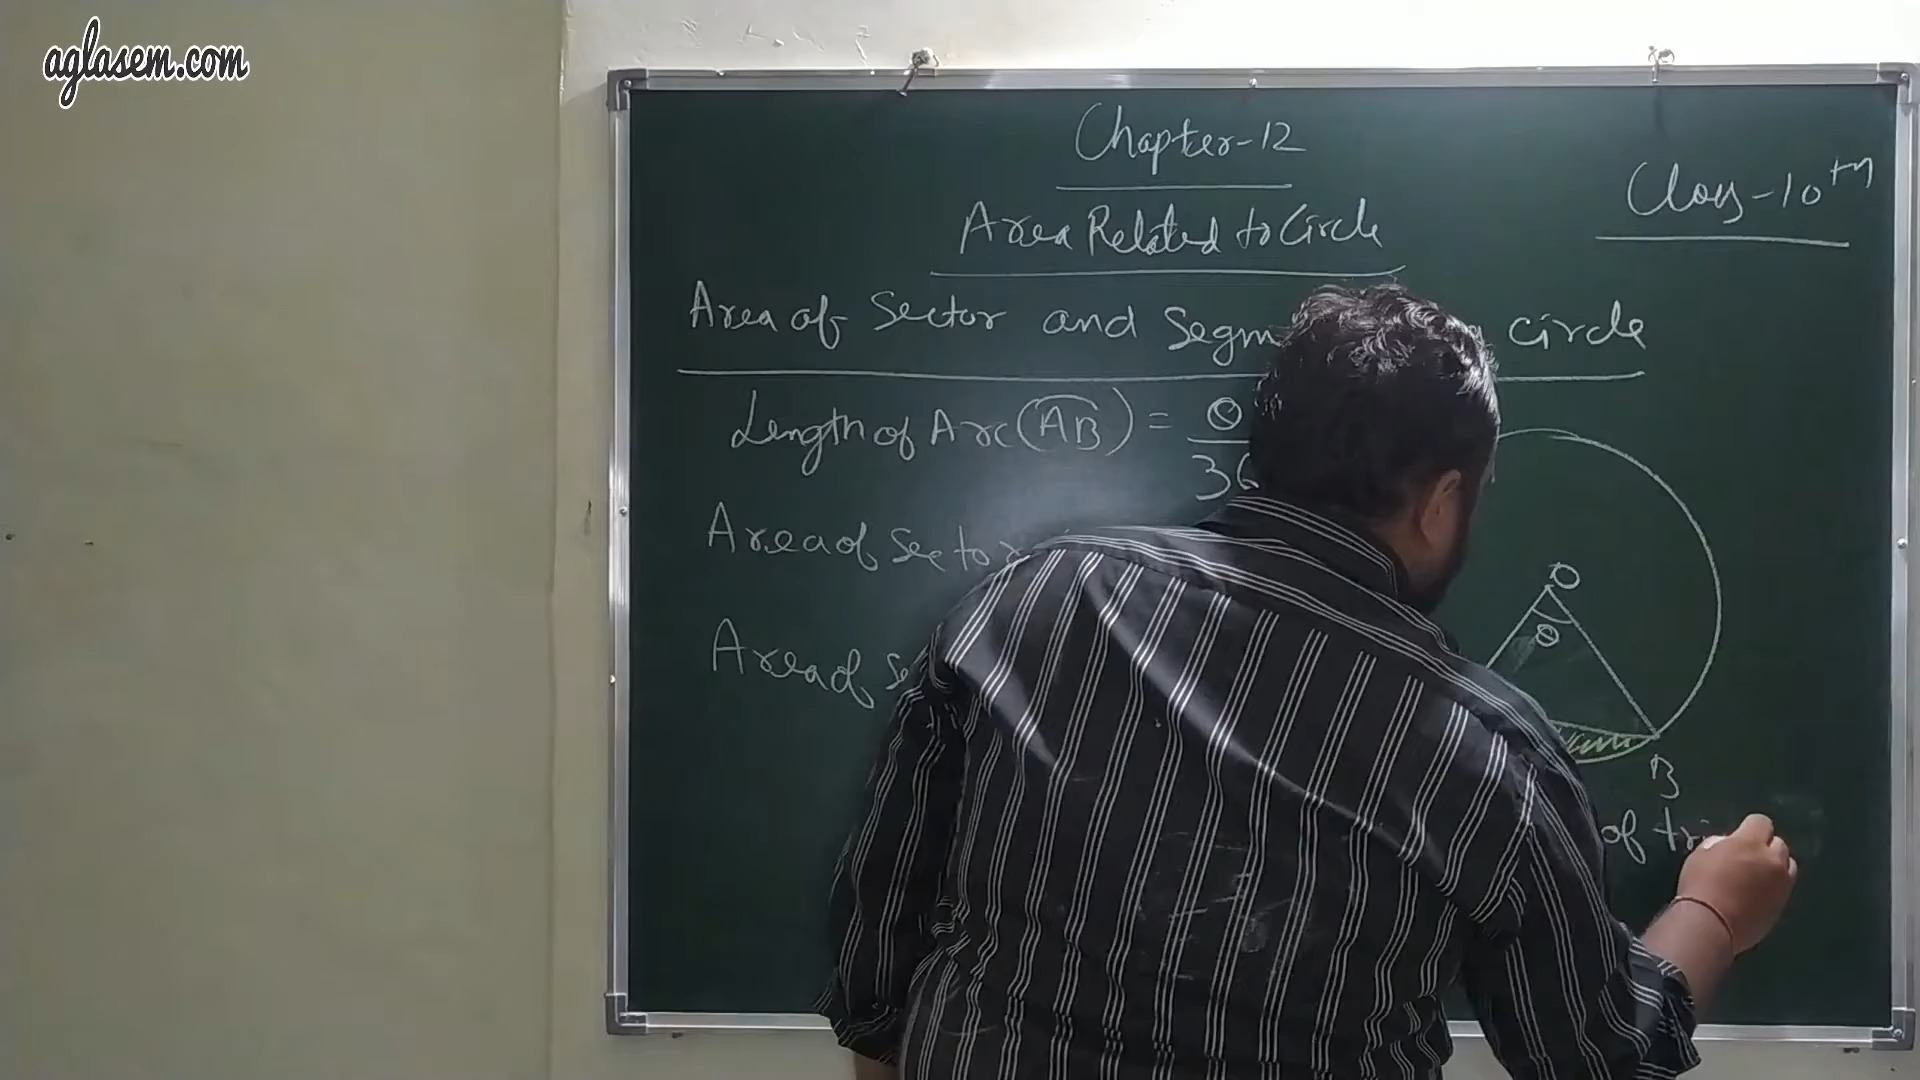 aglasem.com
Chapter-12
Class-10th
Area Related to Circle
Area of Sector and Segm circle
Length of Arc (AB) = θ
36
Area of Sector
O
θ
Area of Se
B
of tri